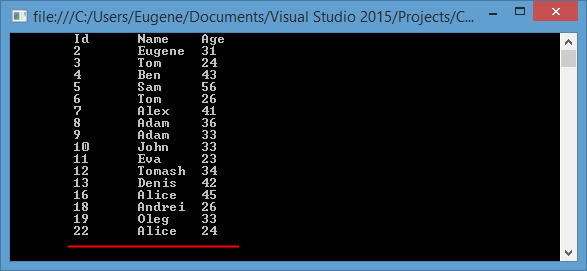 file:///C:/Users/Eugene/Documents/Visual Studio 2015/Projects/C...
Id Name Age
2 Eugene 31
3 Tom 24
4 Ben 43
5 Sam 56
6 Tom 26
7 Alex 41
8 Adam 36
9 Adam 33
10 John 33
11 Eva 23
12 Tomash 34
13 Denis 42
16 Alice 45
18 Andrei 26
19 Oleg 33
22 Alice 24